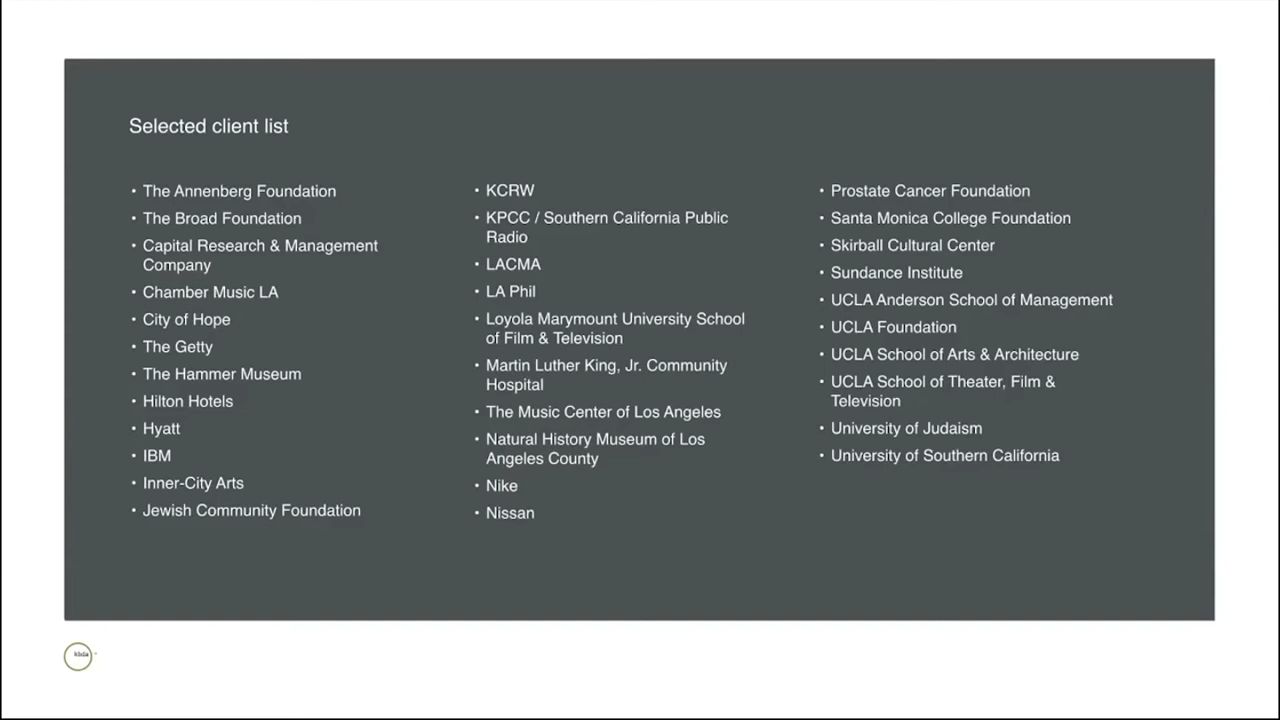 Selected client list
• The Annenberg Foundation
• The Broad Foundation
• Capital Research & Management
Company
• Chamber Music LA
• City of Hope
• The Getty
• The Hammer Museum
• Hilton Hotels
• Hyatt
• IBM
• Inner-City Arts
• Jewish Community Foundation
• KCRW
• KPCC / Southern California Public
Radio
• LACMA
• LA Phil
• Loyola Marymount University School
of Film & Television
• Martin Luther King, Jr. Community
Hospital
• The Music Center of Los Angeles
• Natural History Museum of Los
Angeles County
• Nike
• Nissan
• Prostate Cancer Foundation
• Santa Monica College Foundation
• Skirball Cultural Center
• Sundance Institute
• UCLA Anderson School of Management
• UCLA Foundation
• UCLA School of Arts & Architecture
• UCLA School of Theater, Film &
Television
• University of Judaism
• University of Southern California